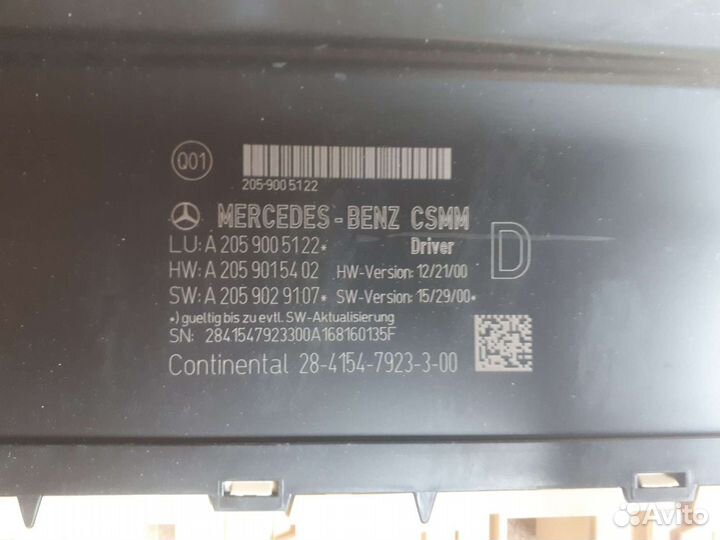 Q01
205-900 5122
MERCEDES-BENZ CSMM
LU: A 205 900 5122* Driver
D
HW: A 205 901 54 02 HW-Version: 12/21/00
SW: A 205 902 9107* SW-Version: 15/29/00*
*) gueltig bis zu evtl. SW-Aktualisierung
SN: 2841547923300A168160135F
Continental 28-4154-7923-3-00
Avito